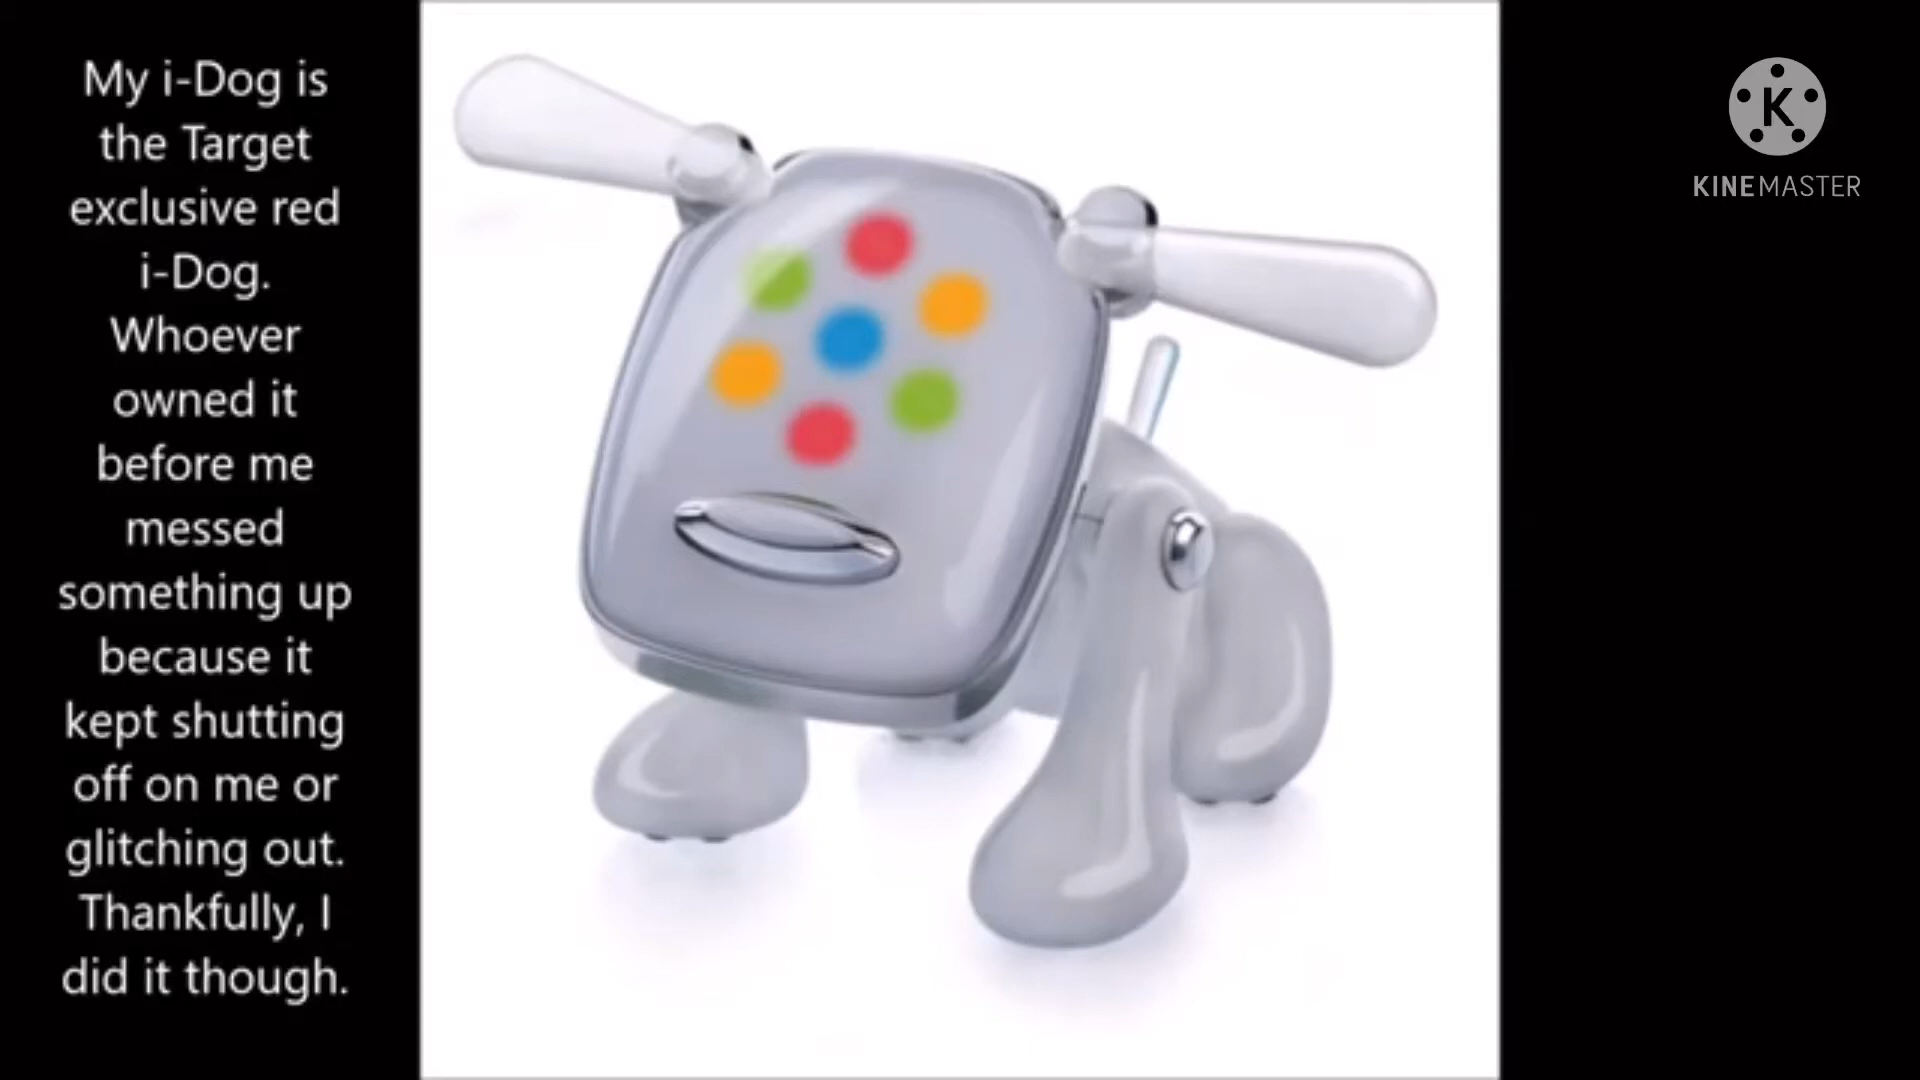 My i-Dog is
the Target
exclusive red
i-Dog.
Whoever
owned it
before me
messed
something up
because it
kept shutting
off on me or
glitching out.
Thankfully, I
did it though.
K
KINEMASTER